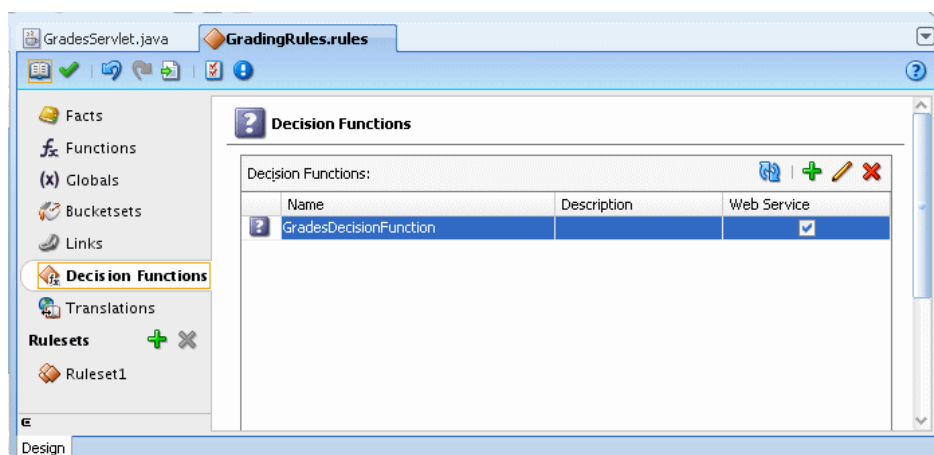 GradesServlet.java
GradingRules.rules
Facts
Functions
(x) Globals
Bucketsets
Links
Decision Functions
Translations
Rulesets
Ruleset1
Design
Decision Functions
Decision Functions:
Name Description Web Service
GradesDecisionFunction